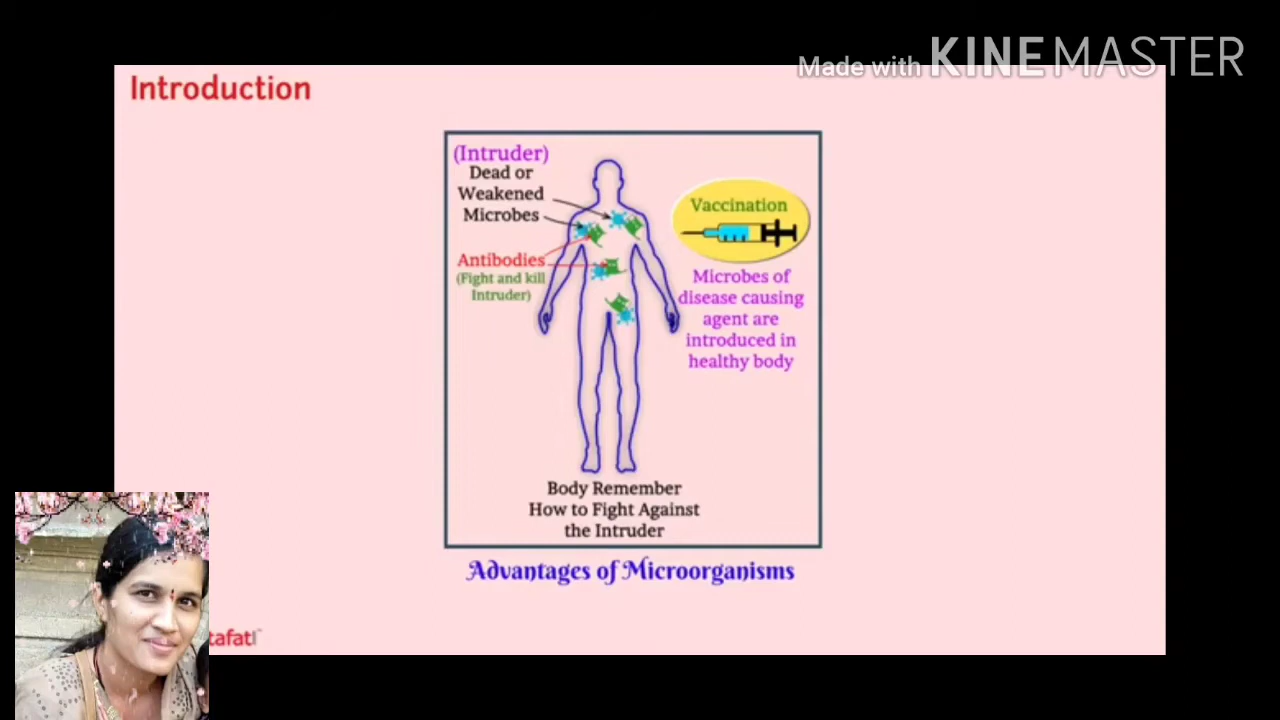 Made with KINEMASTER
Introduction
(Intruder)
Dead or
Weakened
Microbes
Antibodies
(Fight and kill
Intruder)
Vaccination
Microbes of
disease causing
agent are
introduced in
healthy body
Body Remember
How to Fight Against
the Intruder
Advantages of Microorganisms
tafatl